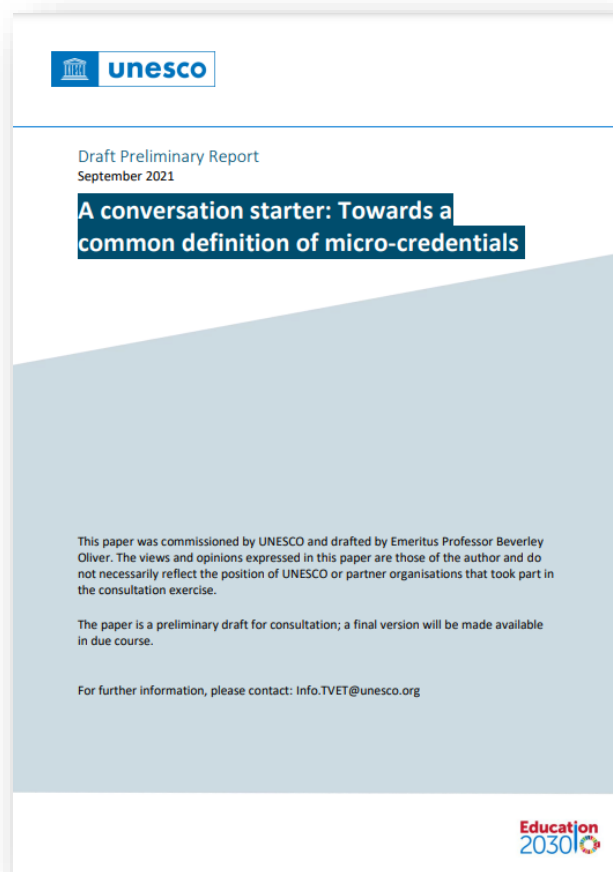 unesco
Draft Preliminary Report
September 2021
A conversation starter: Towards a
common definition of micro-credentials
This paper was commissioned by UNESCO and drafted by Emeritus Professor Beverley
Oliver. The views and opinions expressed in this paper are those of the author and do
not necessarily reflect the position of UNESCO or partner organisations that took part in
the consultation exercise.
The paper is a preliminary draft for consultation; a final version will be made available
in due course.
For further information, please contact: Info.TVET@unesco.org
Education
2030